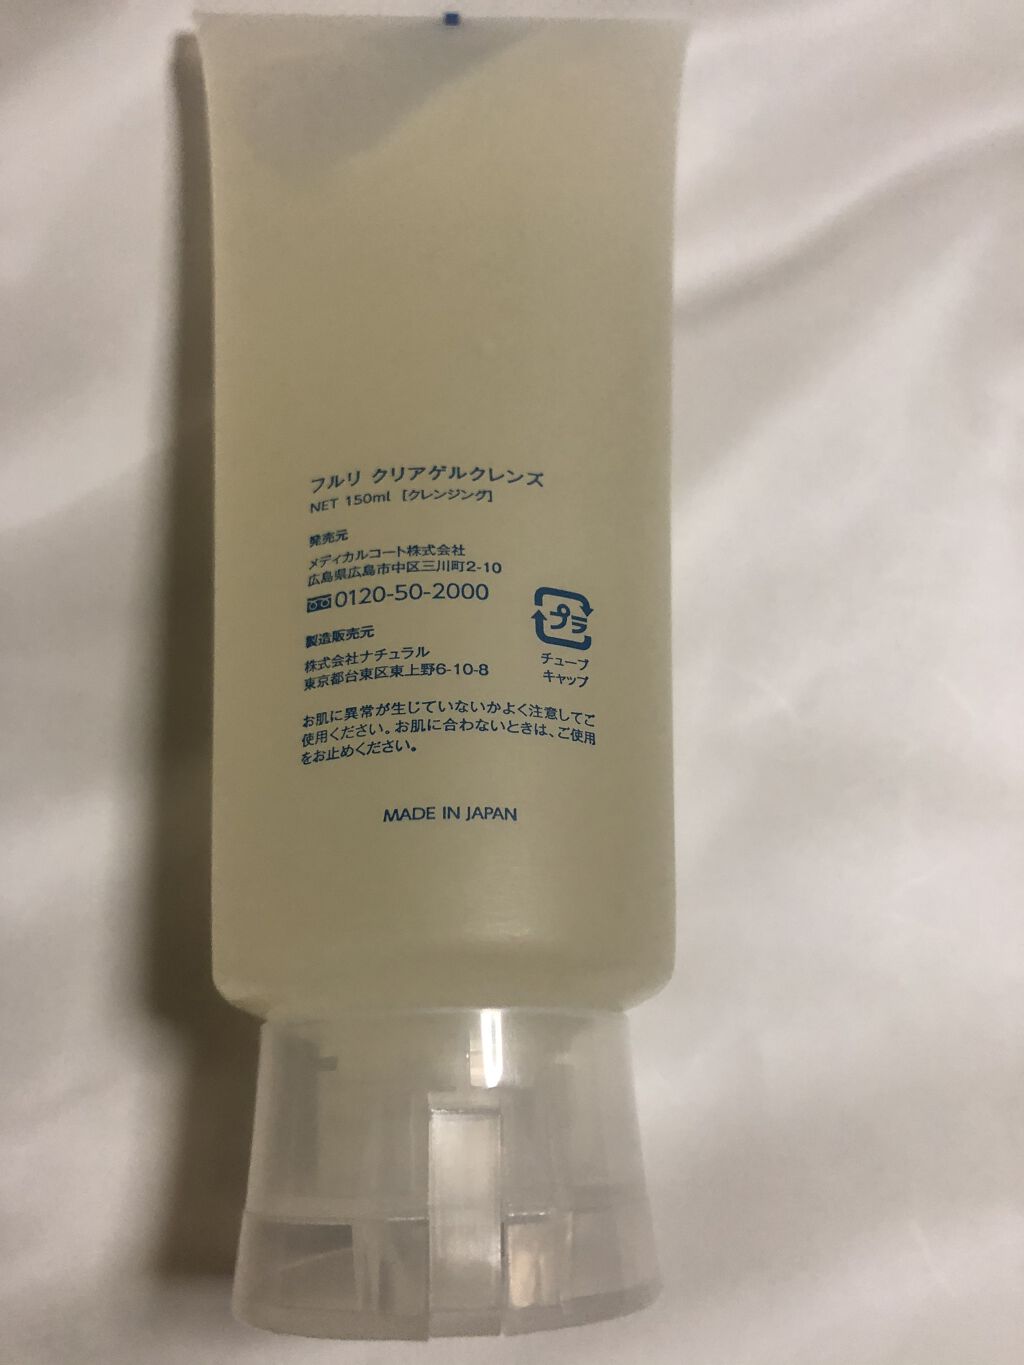 フルリ クリアゲルクレンズ
NET 150ml [クレンジング]
発売元
メディカルコート株式会社
広島県広島市中区三川町2-10
0120-50-2000
製造販売元
株式会社ナチュラル
東京都台東区東上野6-10-8
プラ
チューブ
キャップ
お肌に異常が生じていないかよく注意してご
使用ください。お肌に合わないときは、ご使用
をお止めください。
MADE IN JAPAN